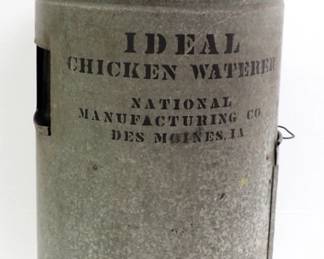 IDEAL
CHICKEN WATERER
NATIONAL
MANUFACTURING CO
DES MOINES, IA